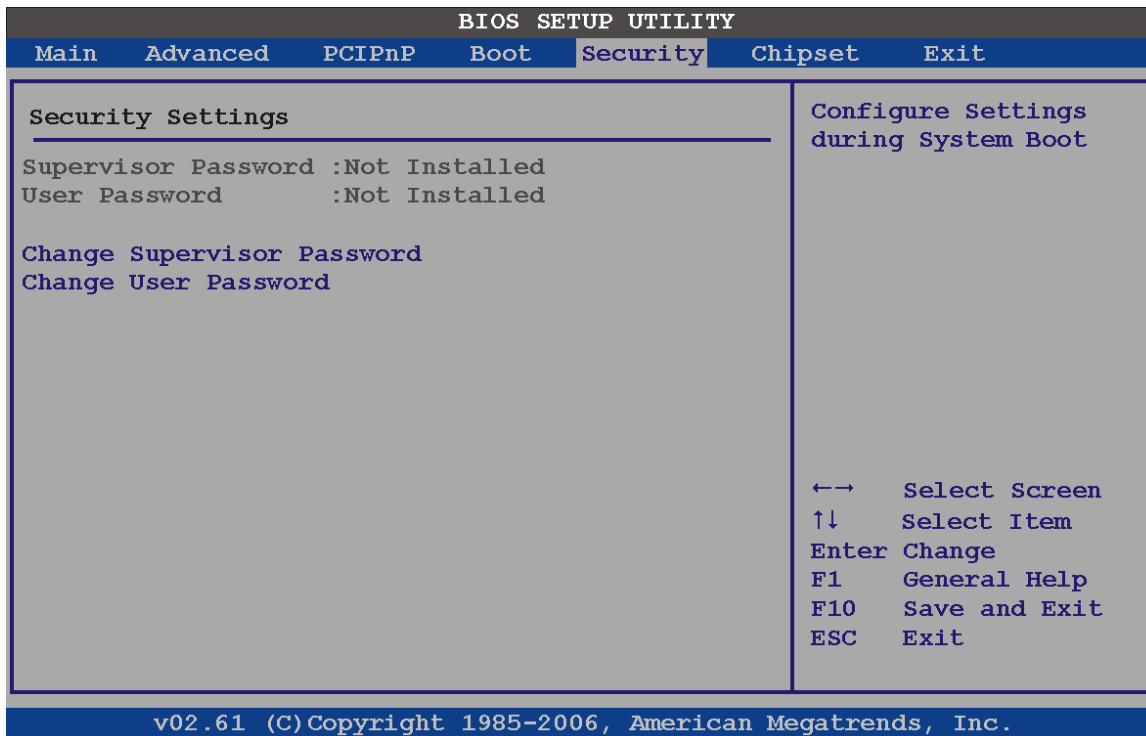 BIOS SETUP UTILITY
Main Advanced PCIPnP Boot Security Chipset Exit
Security Settings
Supervisor Password :Not Installed
User Password :Not Installed
Change Supervisor Password
Change User Password
Configure Settings
during System Boot
←→ Select Screen
↑↓ Select Item
Enter Change
F1 General Help
F10 Save and Exit
ESC Exit
v02.61 (C)Copyright 1985-2006, American Megatrends, Inc.